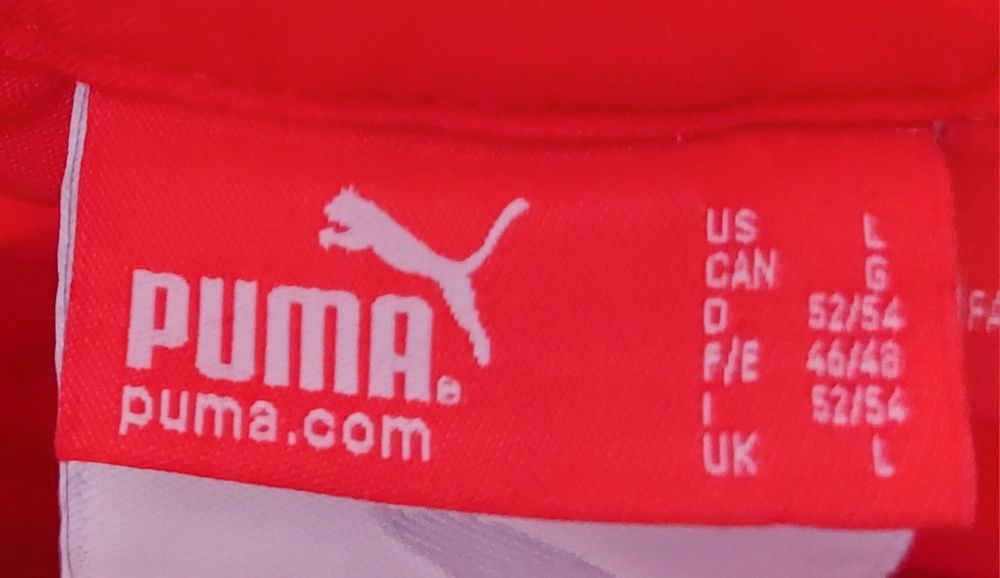 PUMA®
puma.com
US L
CAN G
D 52/54
F/E 46/48
I 52/54
UK L